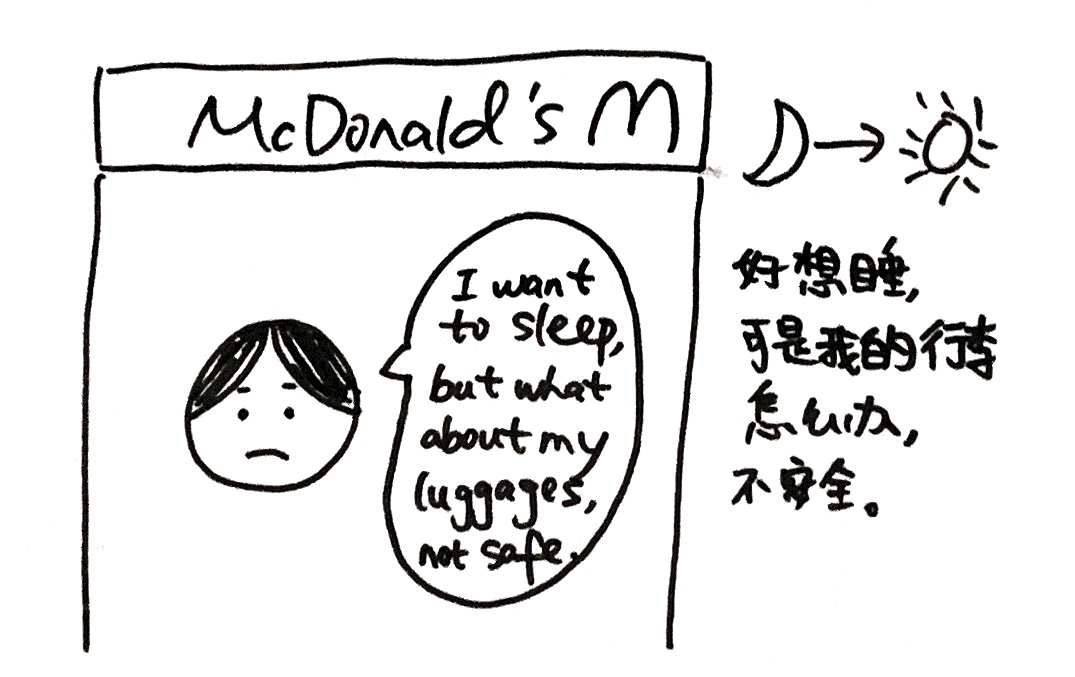 McDonald's M
I want
to sleep,
but what
about my
luggages,
not safe.
好想睡,
可是我的行李
怎么办,
不安全。